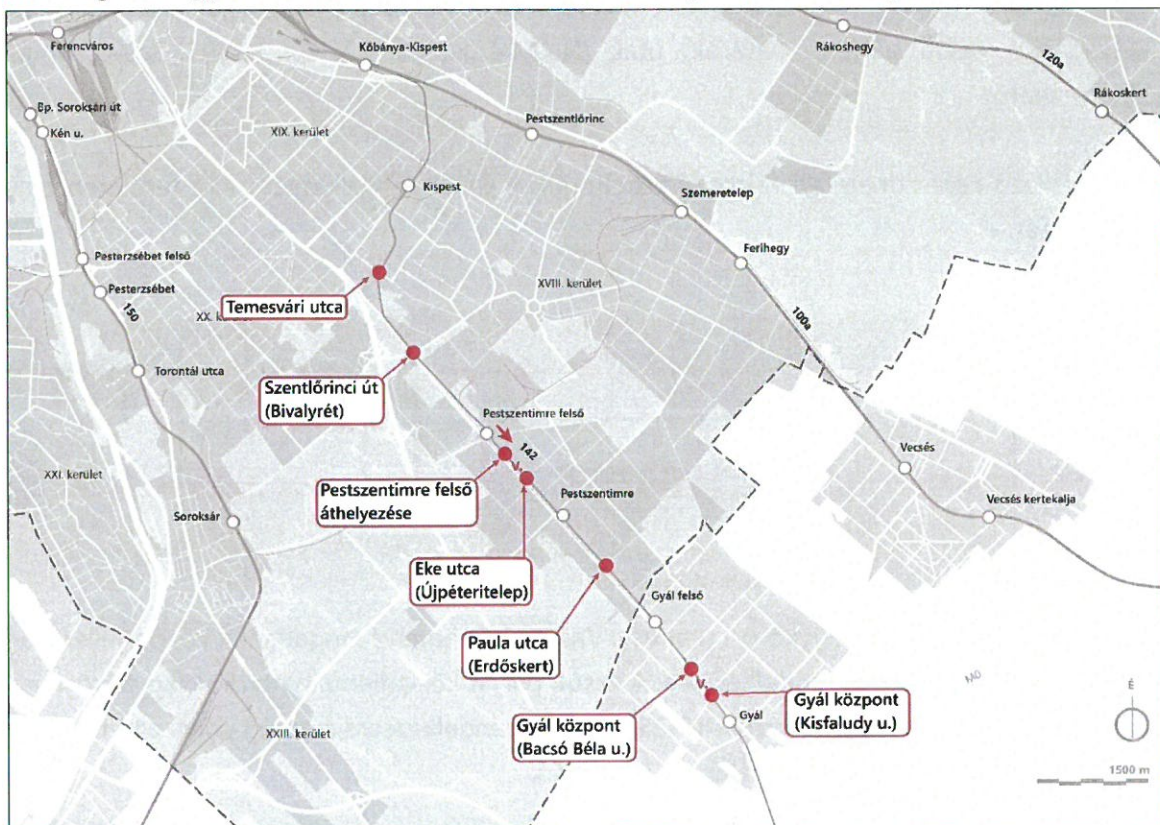 Ferencváros
Kőbánya-Kispest
Rákoshegy
120a
Rákoskert
Bp. Soroksári út
Kén u.
XIX. kerület
Pestszentlőrinc
Kispest
Szemeretelep
Pesterzsébet felső
Ferihegy
Pesterzsébet
150
XX. kerület
Temesvári utca
XVIII. kerület
100a
Torontál utca
Szentlőrinci út
(Bivalyrét)
Pestszentimre felső
142
V.
XXI. kerület
Pestszentimre felső
áthelyezése
Pestszentimre
Vecsés
Vecsés kertekalja
Soroksár
Eke utca
(Újpéteritelep)
Gyál felső
Paula utca
(Erdőskert)
V.
M0
É
Gyál központ
(Bacsó Béla u.)
Gyál
Gyál központ
(Kisfaludy u.)
XXIII. kerület
1500 m